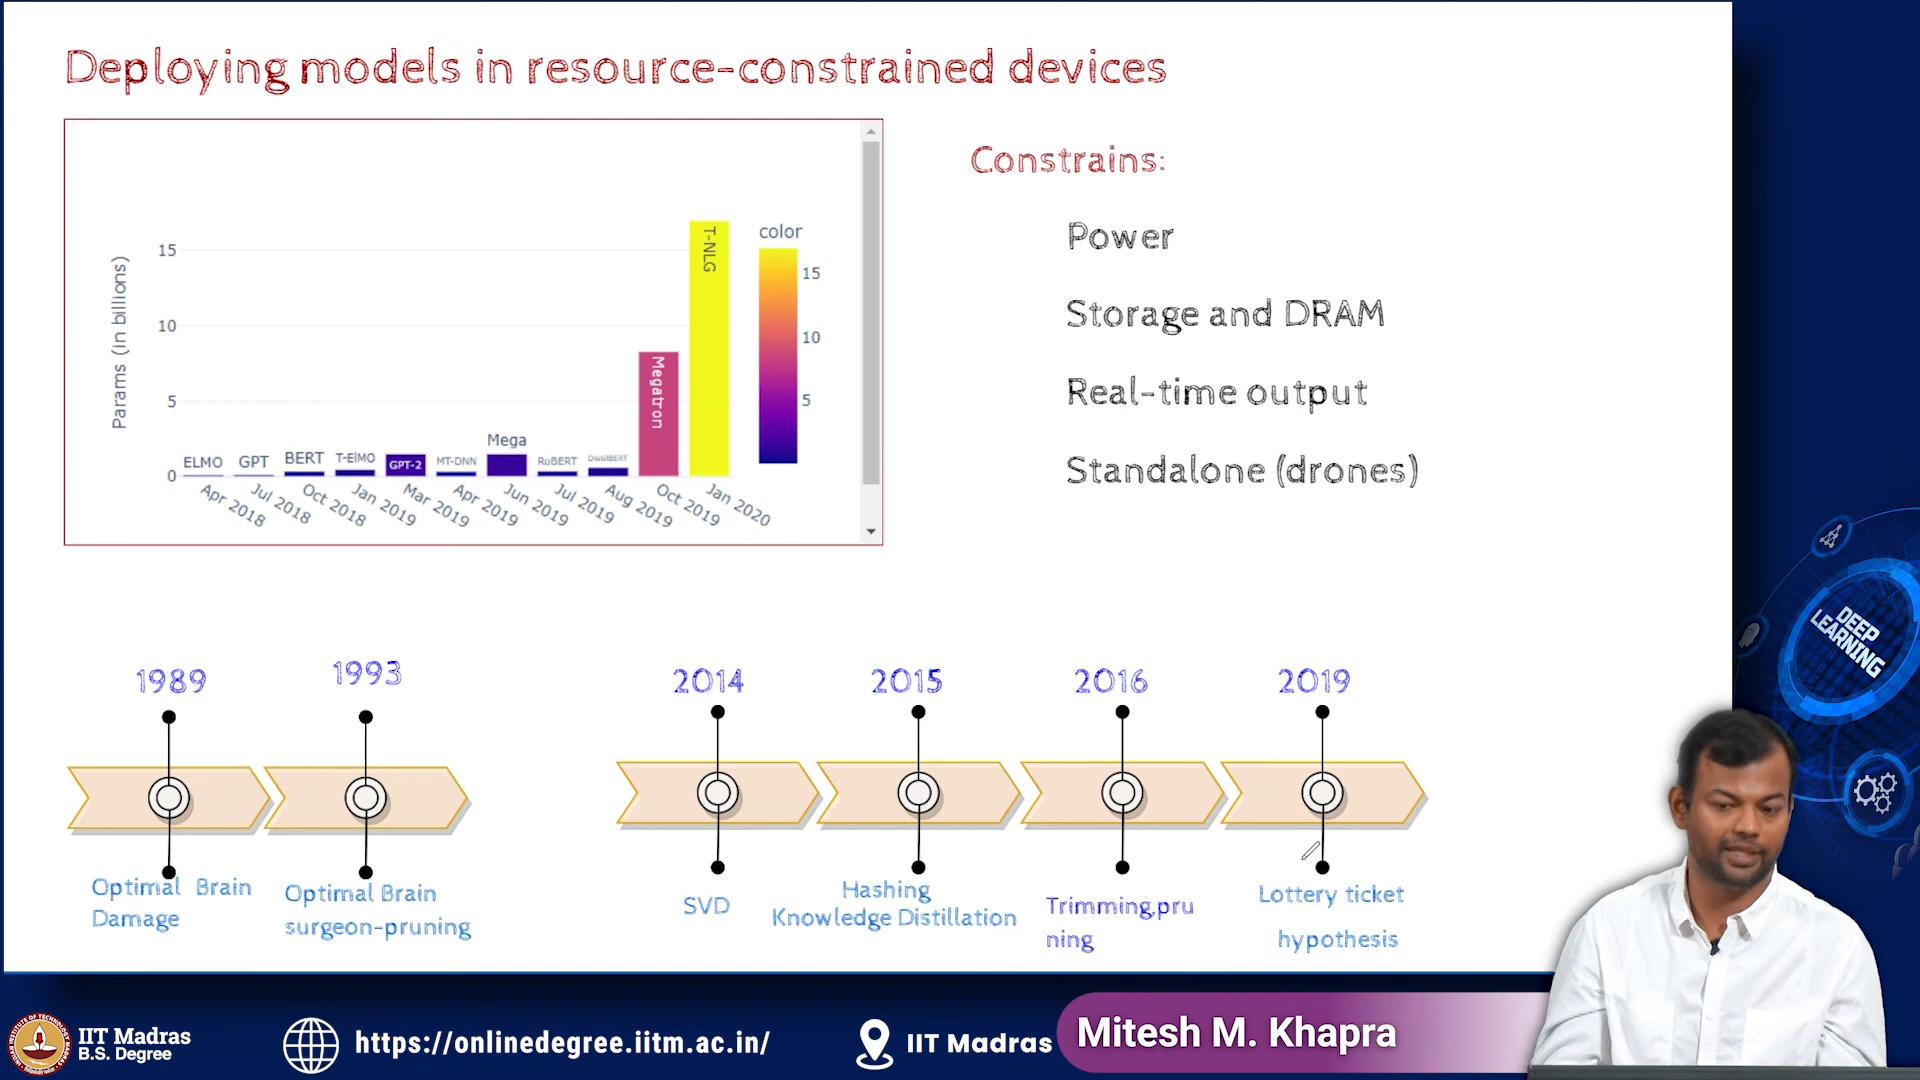 Deploying models in resource-constrained devices
Constrains:
Power
Storage and DRAM
Real-time output
Standalone (drones)
Params (in billions)
15
10
5
0
ELMO
GPT
BERT
T-ElMO
GPT-2
MT-DNN
Mega
RoBERT
DistilBERT
Megatron
T-NLG
Apr 2018
Jul 2018
Oct 2018
Jan 2019
Mar 2019
Apr 2019
Jun 2019
Jul 2019
Aug 2019
Oct 2019
Jan 2020
color
15
10
5
1989
1993
2014
2015
2016
2019
Optimal Brain
Damage
Optimal Brain
surgeon-pruning
SVD
Hashing
Knowledge Distillation
Trimming,pru
ning
Lottery ticket
hypothesis
DEEP
LEARNING
IIT Madras
B.S. Degree
https://onlinedegree.iitm.ac.in/
IIT Madras
Mitesh M. Khapra